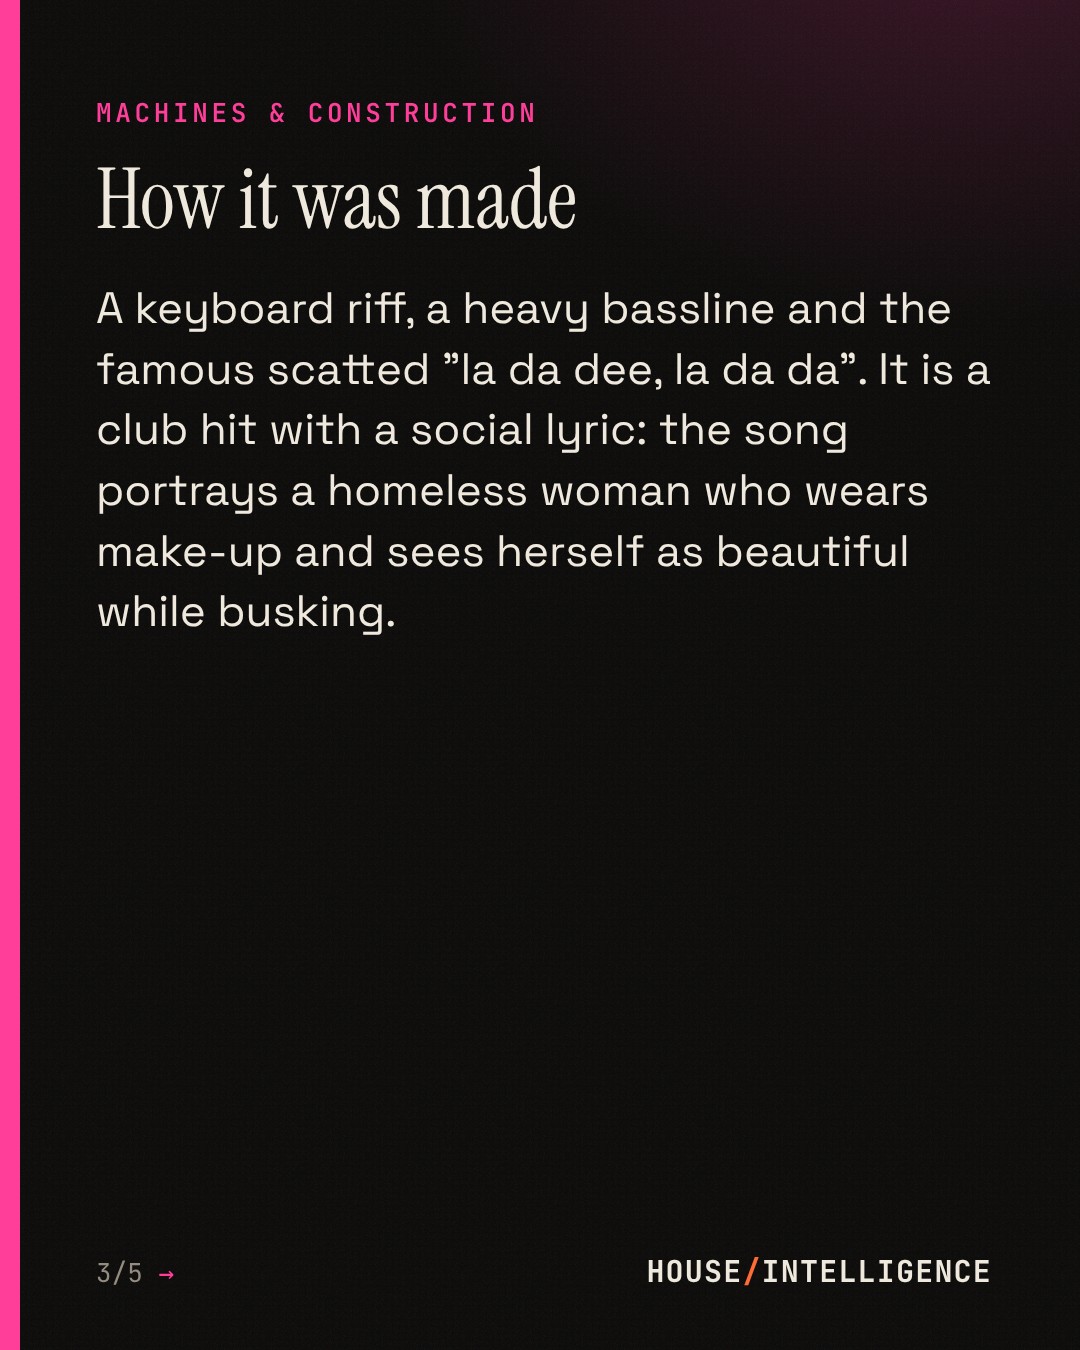 MACHINES & CONSTRUCTION
How it was made
A keyboard riff, a heavy bassline and the
famous scatted ”la da dee, la da da”. It is a
club hit with a social lyric: the song
portrays a homeless woman who wears
make-up and sees herself as beautiful
while busking.
3/5 →
HOUSE/INTELLIGENCE